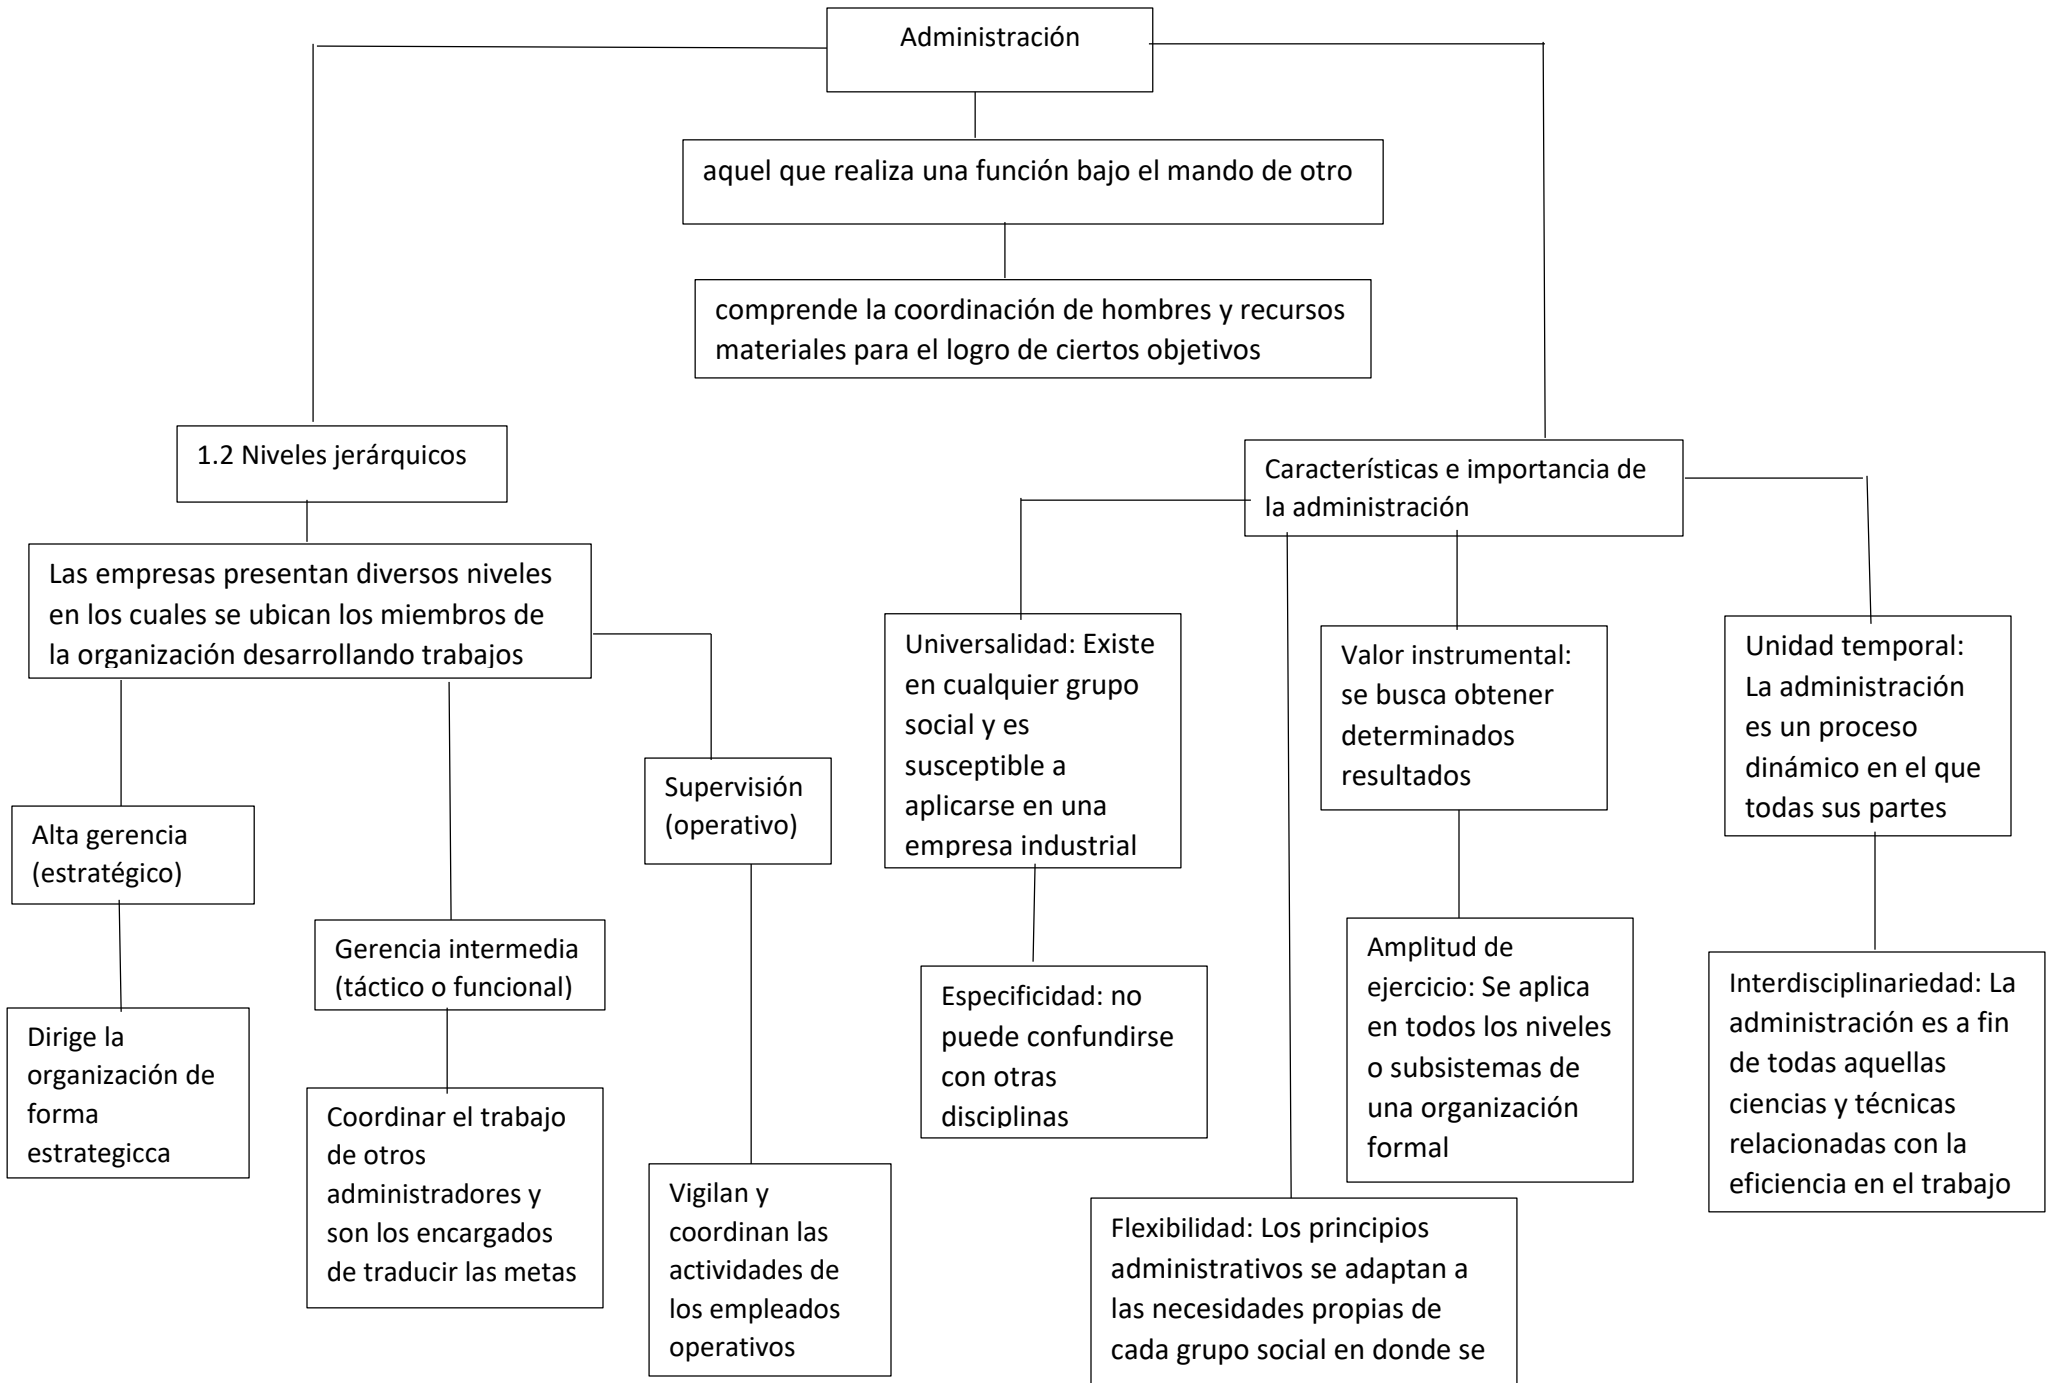 Administración
aquel que realiza una función bajo el mando de otro
comprende la coordinación de hombres y recursos
materiales para el logro de ciertos objetivos
1.2 Niveles jerárquicos
Las empresas presentan diversos niveles
en los cuales se ubican los miembros de
la organización desarrollando trabajos
Alta gerencia
(estratégico)
Dirige la
organización de
forma
estrategicca
Gerencia intermedia
(táctico o funcional)
Coordinar el trabajo
de otros
administradores y
son los encargados
de traducir las metas
Supervisión
(operativo)
Vigilan y
coordinan las
actividades de
los empleados
operativos
Características e importancia de
la administración
Universalidad: Existe
en cualquier grupo
social y es
susceptible a
aplicarse en una
empresa industrial
Especificidad: no
puede confundirse
con otras
disciplinas
Flexibilidad: Los principios
administrativos se adaptan a
las necesidades propias de
cada grupo social en donde se
Valor instrumental:
se busca obtener
determinados
resultados
Amplitud de
ejercicio: Se aplica
en todos los niveles
o subsistemas de
una organización
formal
Unidad temporal:
La administración
es un proceso
dinámico en el que
todas sus partes
Interdisciplinariedad: La
administración es a fin
de todas aquellas
ciencias y técnicas
relacionadas con la
eficiencia en el trabajo